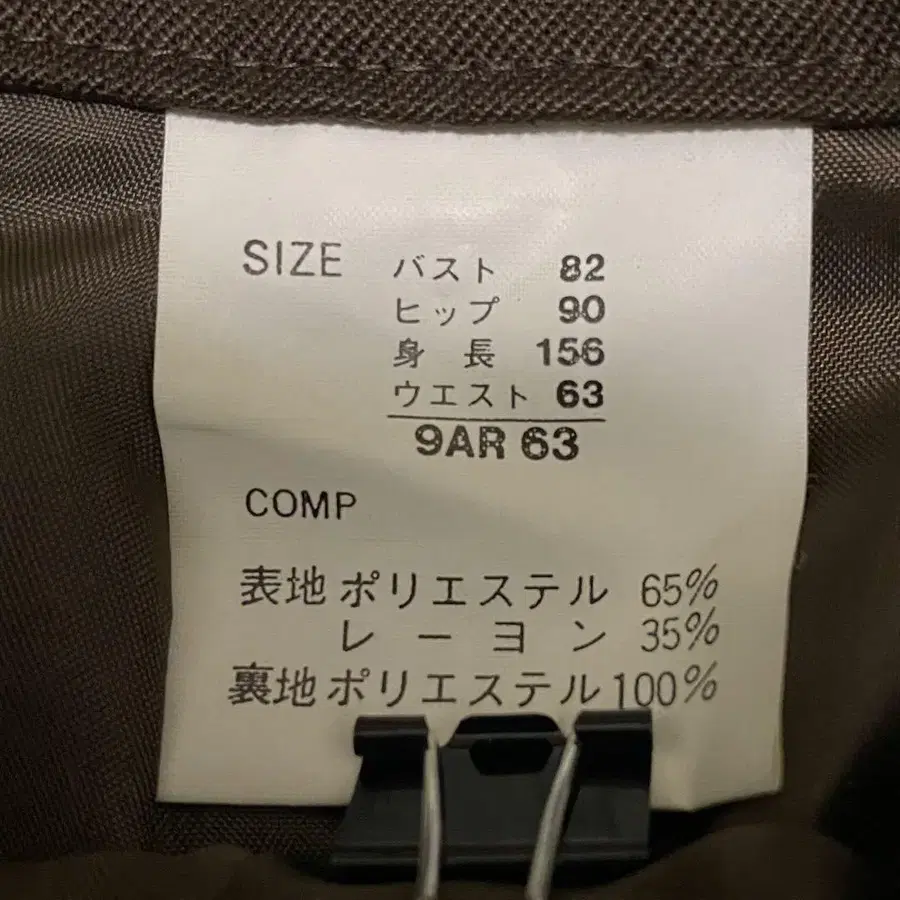 SIZE バスト 82
ヒップ 90
身長 156
ウエスト 63
9AR 63
COMP
表地 ポリエステル 65%
レーヨン 35%
裏地 ポリエステル 100%